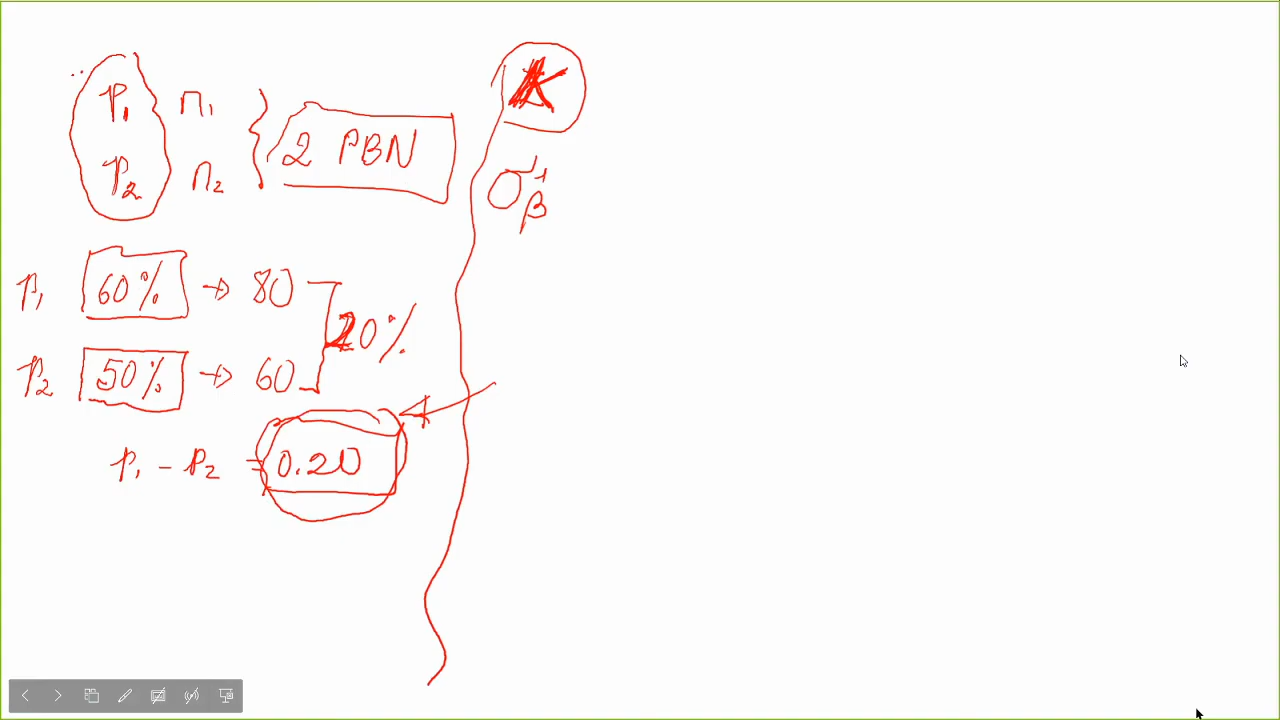 p₁ n₁
p₂ n₂
2 PBN
p₁ 60% → 80
20%
p₂ 50% → 60
p₁ - p₂ = 0.20